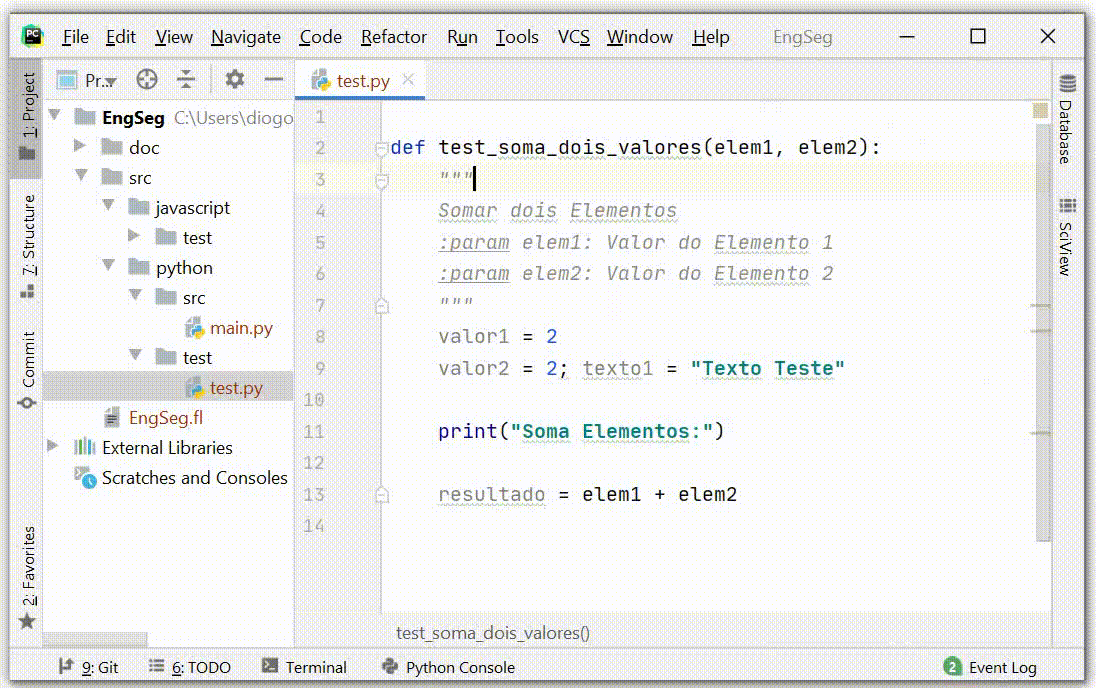 PC File Edit View Navigate Code Refactor Run Tools VCS Window Help EngSeg
Pr... test.py
1: Project
7: Structure
Commit
2: Favorites
EngSeg C:\Users\diogo
doc
src
javascript
test
python
src
main.py
test
test.py
EngSeg.fl
External Libraries
Scratches and Consoles
1
2 def test_soma_dois_valores(elem1, elem2):
3 """
4 Somar dois Elementos
5 :param elem1: Valor do Elemento 1
6 :param elem2: Valor do Elemento 2
7 """
8 valor1 = 2
9 valor2 = 2; texto1 = "Texto Teste"
10
11 print("Soma Elementos:")
12
13 resultado = elem1 + elem2
14
test_soma_dois_valores()
Database
SciView
9: Git 6: TODO Terminal Python Console 2 Event Log